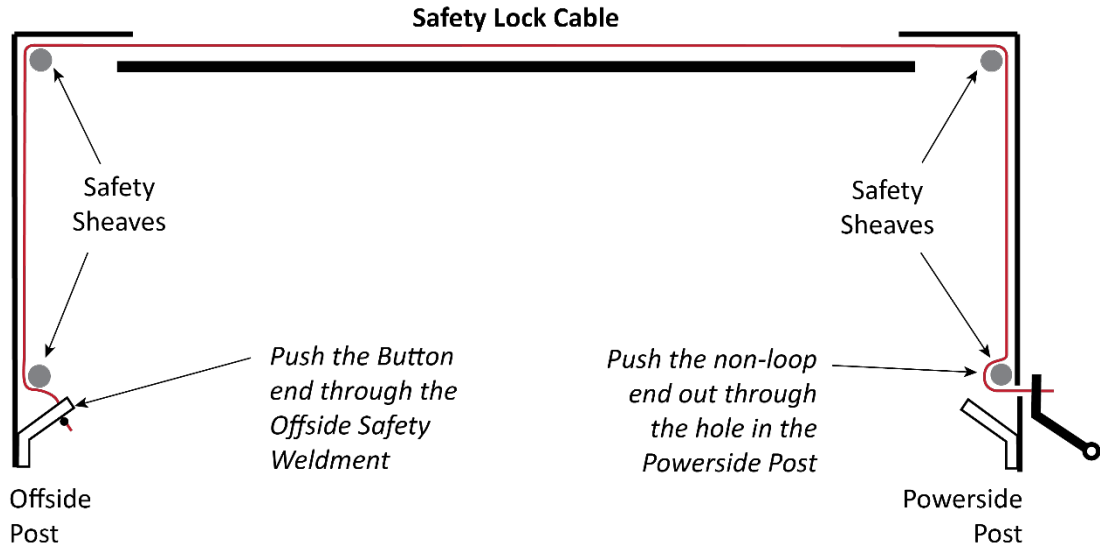 Safety Lock Cable
Safety
Sheaves
Safety
Sheaves
Push the Button
end through the
Offside Safety
Weldment
Push the non-loop
end out through
the hole in the
Powerside Post
Offside
Post
Powerside
Post